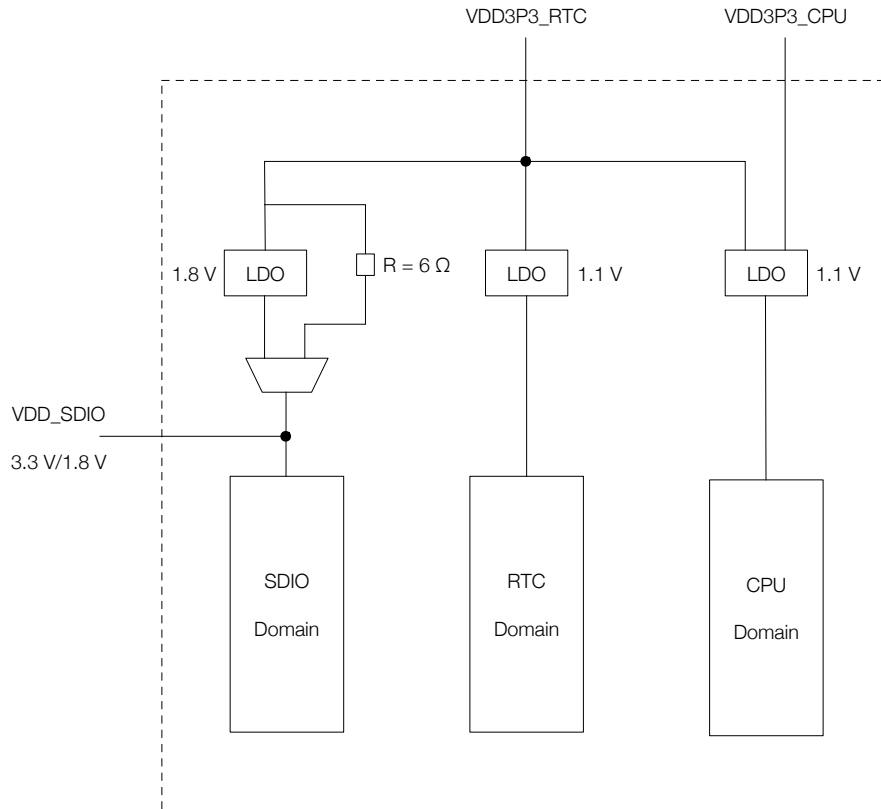 VDD3P3_RTC
VDD3P3_CPU
1.8 V
LDO
R = 6 Ω
LDO
1.1 V
LDO
1.1 V
VDD_SDIO
3.3 V/1.8 V
SDIO
Domain
RTC
Domain
CPU
Domain